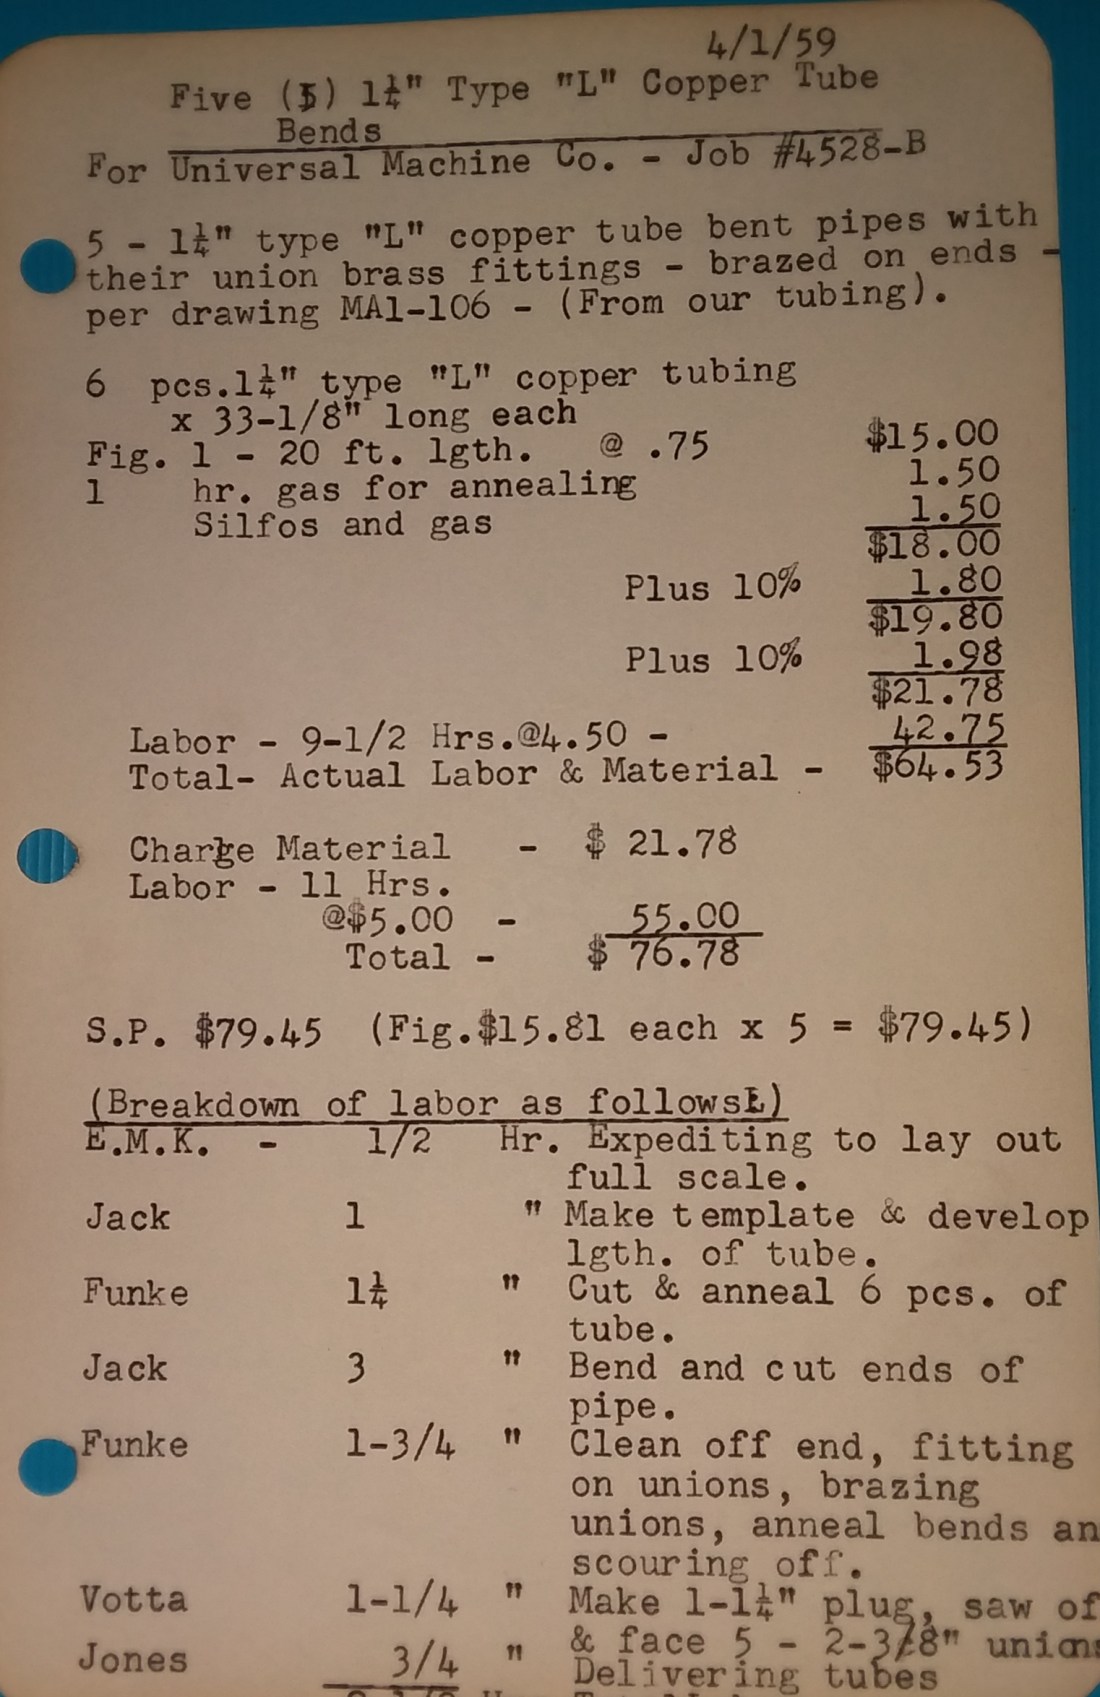 4/1/59
Five (5) 1¼" Type "L" Copper Tube
Bends
For Universal Machine Co. - Job #4528-B
5 - 1¼" type "L" copper tube bent pipes with
their union brass fittings - brazed on ends -
per drawing MA1-106 - (From our tubing).
6 pcs.1¼" type "L" copper tubing
x 33-1/8" long each
Fig. 1 - 20 ft. lgth. @ .75 $15.00
1 hr. gas for annealing 1.50
Silfos and gas 1.50
$18.00
Plus 10% 1.80
$19.80
Plus 10% 1.98
$21.78
Labor - 9-1/2 Hrs.@4.50 - 42.75
Total- Actual Labor & Material - $64.53
Charge Material - $ 21.78
Labor - 11 Hrs.
@$5.00 - 55.00
Total - $ 76.78
S.P. $79.45 (Fig.$15.81 each x 5 = $79.45)
(Breakdown of labor as follows:)
E.M.K. - 1/2 Hr. Expediting to lay out
full scale.
Jack 1 " Make template & develop
lgth. of tube.
Funke 1¼ " Cut & anneal 6 pcs. of
tube.
Jack 3 " Bend and cut ends of
pipe.
Funke 1-3/4 " Clean off end, fitting
on unions, brazing
unions, anneal bends an
scouring off.
Votta 1-1/4 " Make 1-1¼" plug, saw of
& face 5 - 2-3/8" unions
Jones 3/4 " Delivering tubes